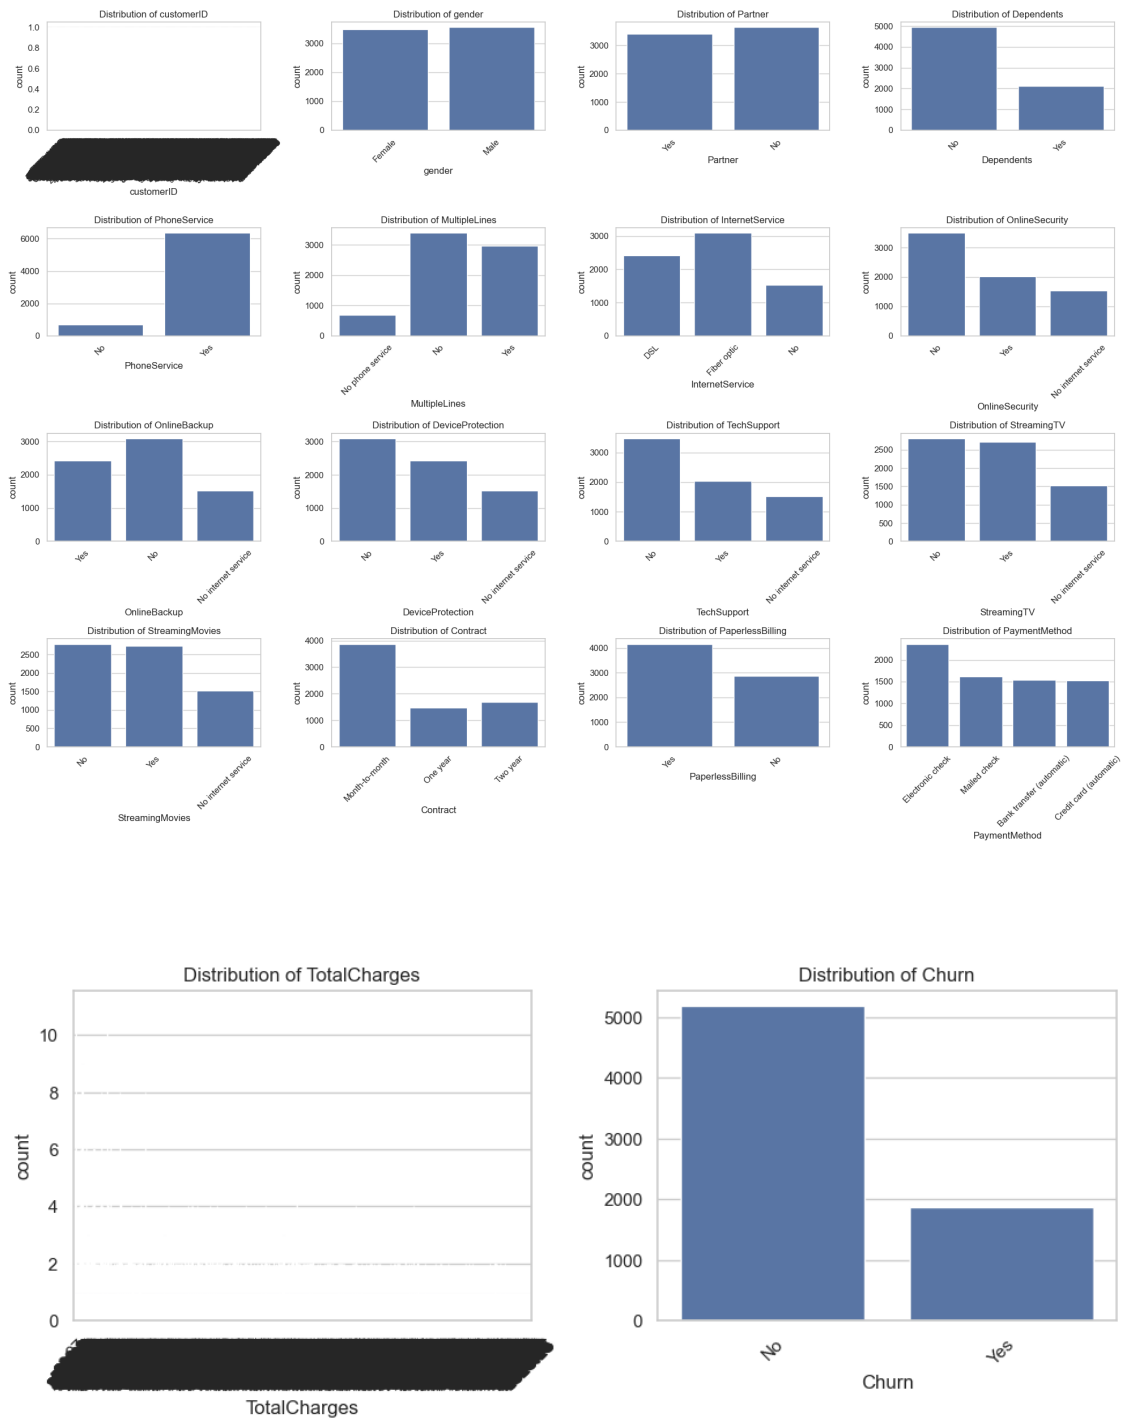 Distribution of customerID
1.0
0.8
0.6
0.4
0.2
0.0
count
customerID
Distribution of gender
3000
2000
1000
0
count
Female
Male
gender
Distribution of Partner
3000
2000
1000
0
count
Yes
No
Partner
Distribution of Dependents
5000
4000
3000
2000
1000
0
count
No
Yes
Dependents
Distribution of PhoneService
6000
4000
2000
0
count
No
Yes
PhoneService
Distribution of MultipleLines
3000
2000
1000
0
count
No phone service
No
Yes
MultipleLines
Distribution of InternetService
3000
2000
1000
0
count
DSL
Fiber optic
No
InternetService
Distribution of OnlineSecurity
3000
2000
1000
0
count
No
Yes
No internet service
OnlineSecurity
Distribution of OnlineBackup
3000
2000
1000
0
count
Yes
No
No internet service
OnlineBackup
Distribution of DeviceProtection
3000
2000
1000
0
count
No
Yes
No internet service
DeviceProtection
Distribution of TechSupport
3000
2000
1000
0
count
No
Yes
No internet service
TechSupport
Distribution of StreamingTV
2500
2000
1500
1000
500
0
count
No
Yes
No internet service
StreamingTV
Distribution of StreamingMovies
2500
2000
1500
1000
500
0
count
No
Yes
No internet service
StreamingMovies
Distribution of Contract
4000
3000
2000
1000
0
count
Month-to-month
One year
Two year
Contract
Distribution of PaperlessBilling
4000
3000
2000
1000
0
count
Yes
No
PaperlessBilling
Distribution of PaymentMethod
2000
1500
1000
500
0
count
Electronic check
Mailed check
Bank transfer (automatic)
Credit card (automatic)
PaymentMethod
Distribution of TotalCharges
10
8
6
4
2
0
count
TotalCharges
Distribution of Churn
5000
4000
3000
2000
1000
0
count
No
Yes
Churn